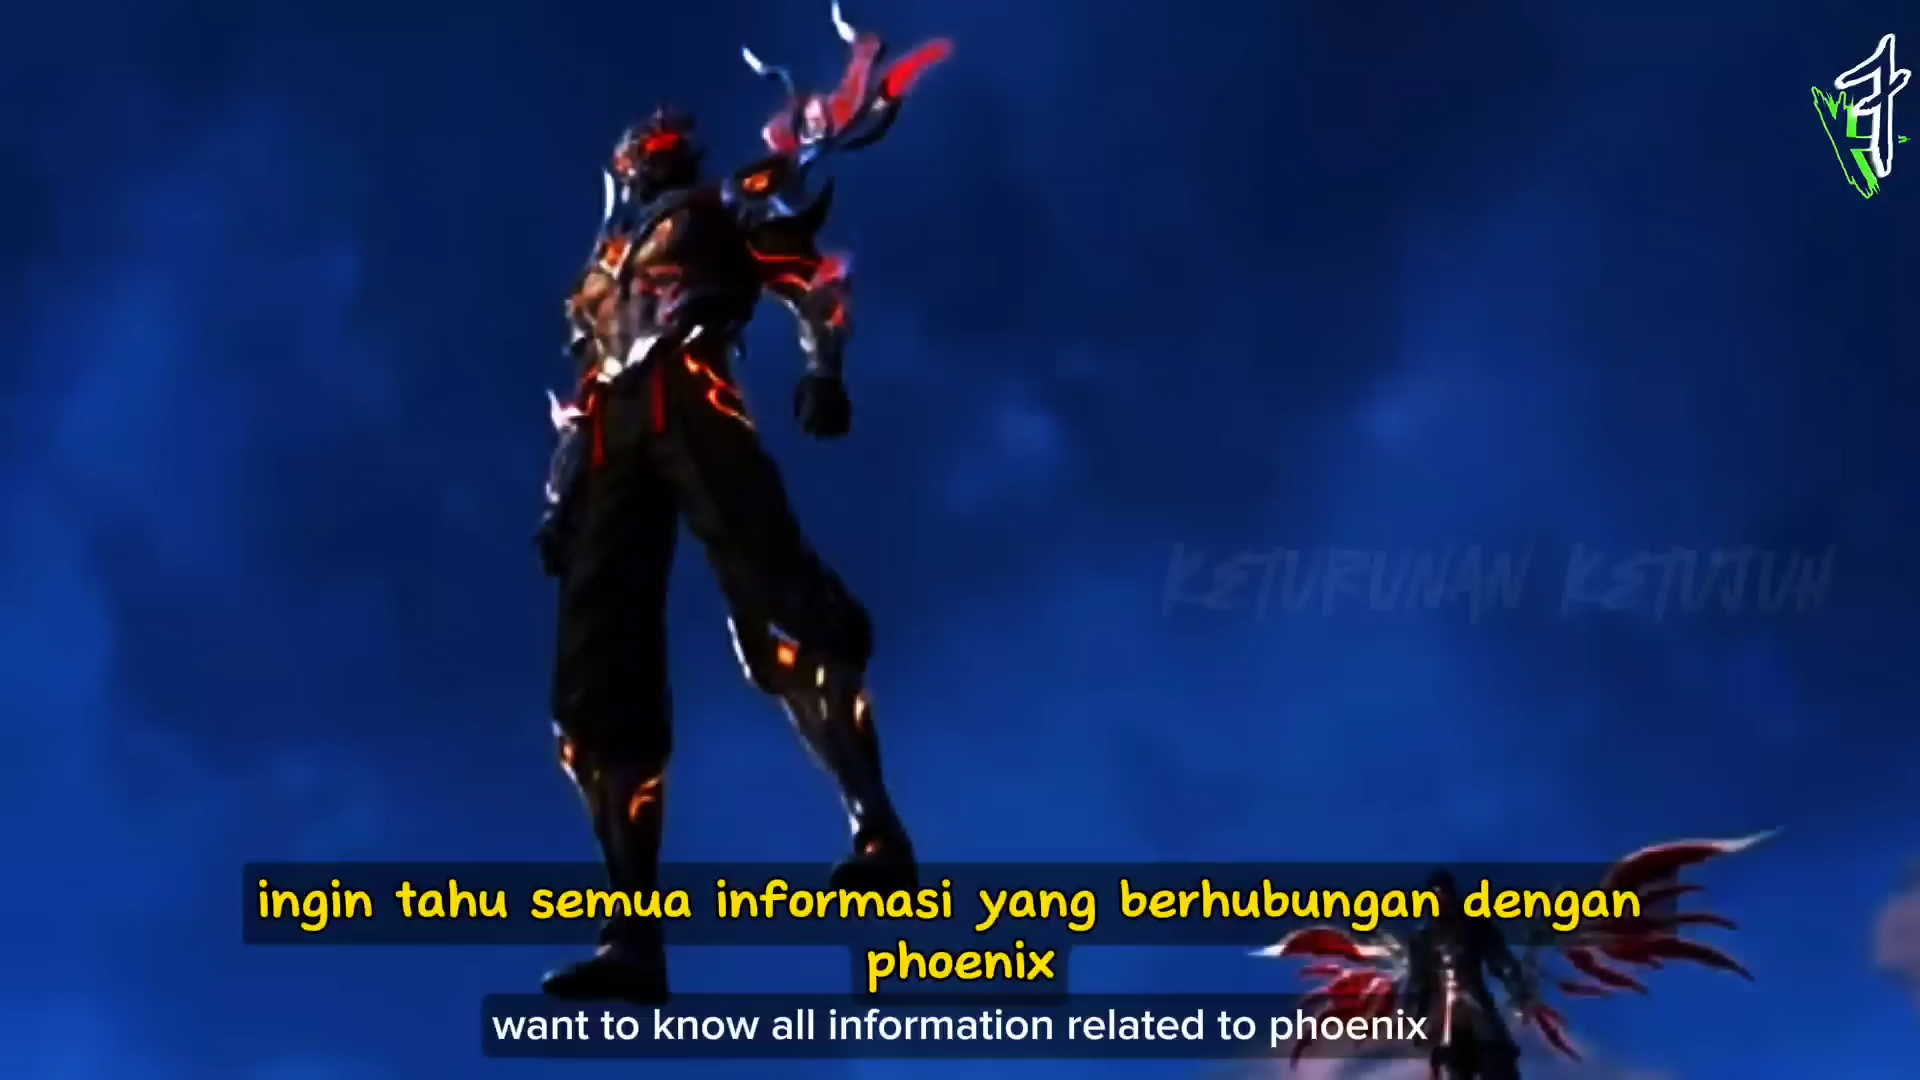 KETURUNAN KETUJUH
ingin tahu semua informasi yang berhubungan dengan
phoenix
want to know all information related to phoenix